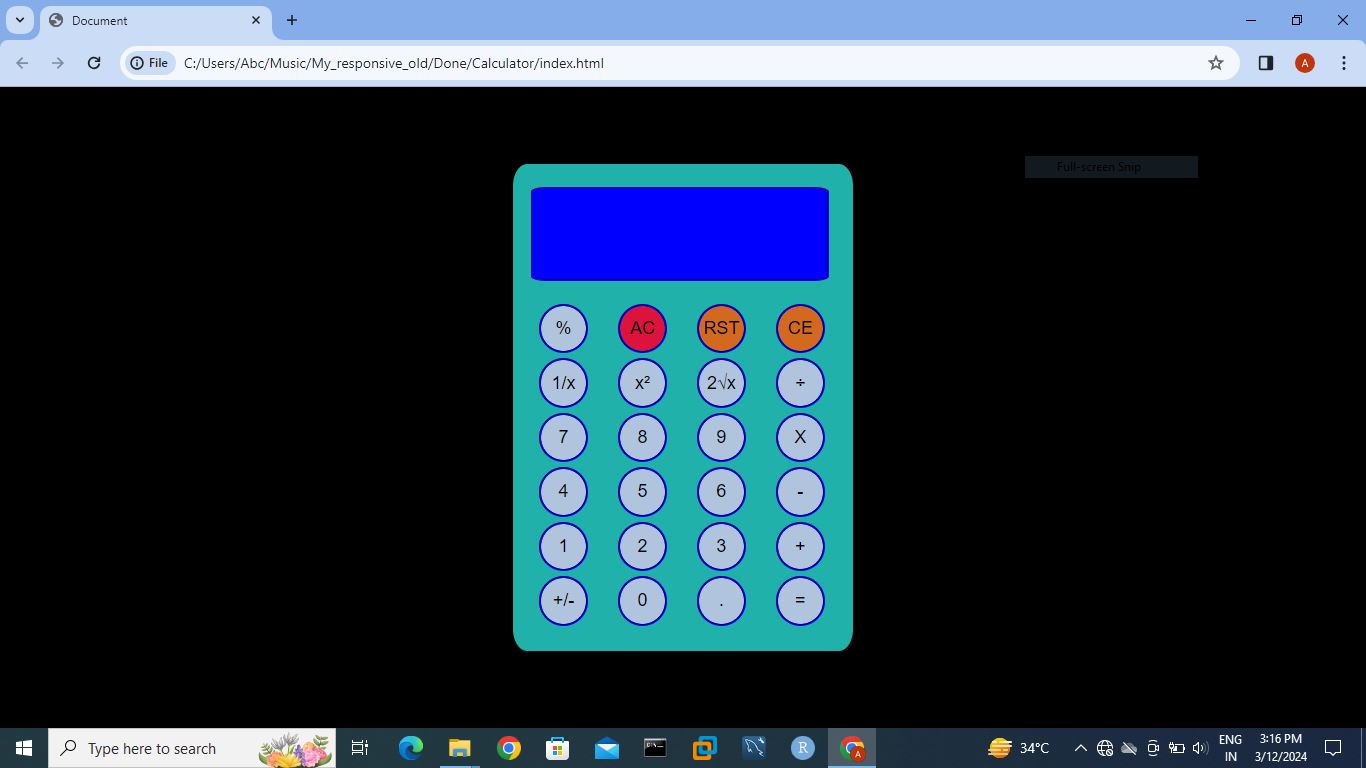 Document
File C:/Users/Abc/Music/My_responsive_old/Done/Calculator/index.html A
Full-screen Snip
% AC RST CE
1/x x² 2√x ÷
7 8 9 X
4 5 6 -
1 2 3 +
+/- 0 . =
Type here to search
R
A
34°C
ENG
IN
3:16 PM
3/12/2024